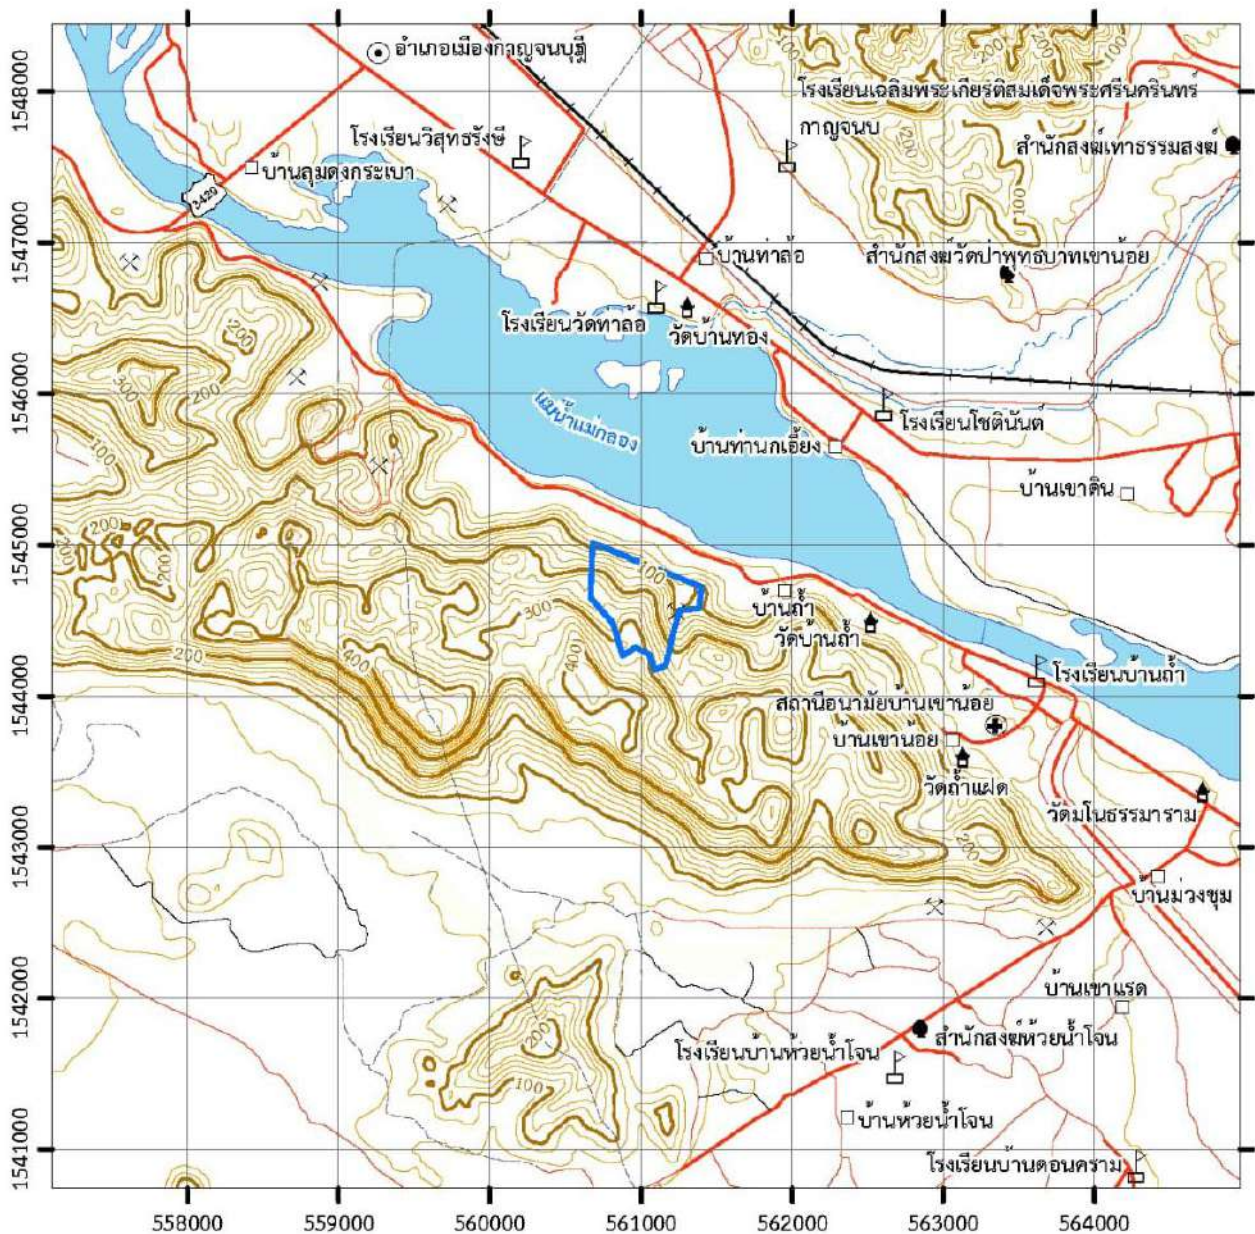 อำเภอเมืองกาญจนบุรี
1548000
โรงเรียนเฉลิมพระเกียรติสมเด็จพระศรีนครินทร์
กาญจนบ
โรงเรียนวิสุทธรังษี
สำนักสงฆ์เทาธรรมสงฆ์
บ้านลุมดงกระเบา
3429
100
200
200
100
200
100
1547000
บ้านท่าล้อ
สำนักสงฆ์วัดป่าพุทธบาทเขาน้อย
โรงเรียนวัดท่าล้อ
วัดบ้านทอง
200
300
200
1546000
แม่น้ำแม่กลอง
โรงเรียนโชตินันต์
บ้านท่านกเอี้ยง
100
บ้านเขาดิน
200
200
200
1545000
100
300
บ้านถ้ำ
วัดบ้านถ้ำ
200
400
400
โรงเรียนบ้านถ้ำ
1544000
สถานีอนามัยบ้านเขาน้อย
บ้านเขาน้อย
วัดถ้ำแฝด
วัดมโนธรรมาราม
200
1543000
บ้านม่วงชุม
บ้านเขาแรด
1542000
200
โรงเรียนบ้านห้วยน้ำโจน
สำนักสงฆ์ห้วยน้ำโจน
100
บ้านห้วยน้ำโจน
1541000
โรงเรียนบ้านดอนคราม
558000
559000
560000
561000
562000
563000
564000